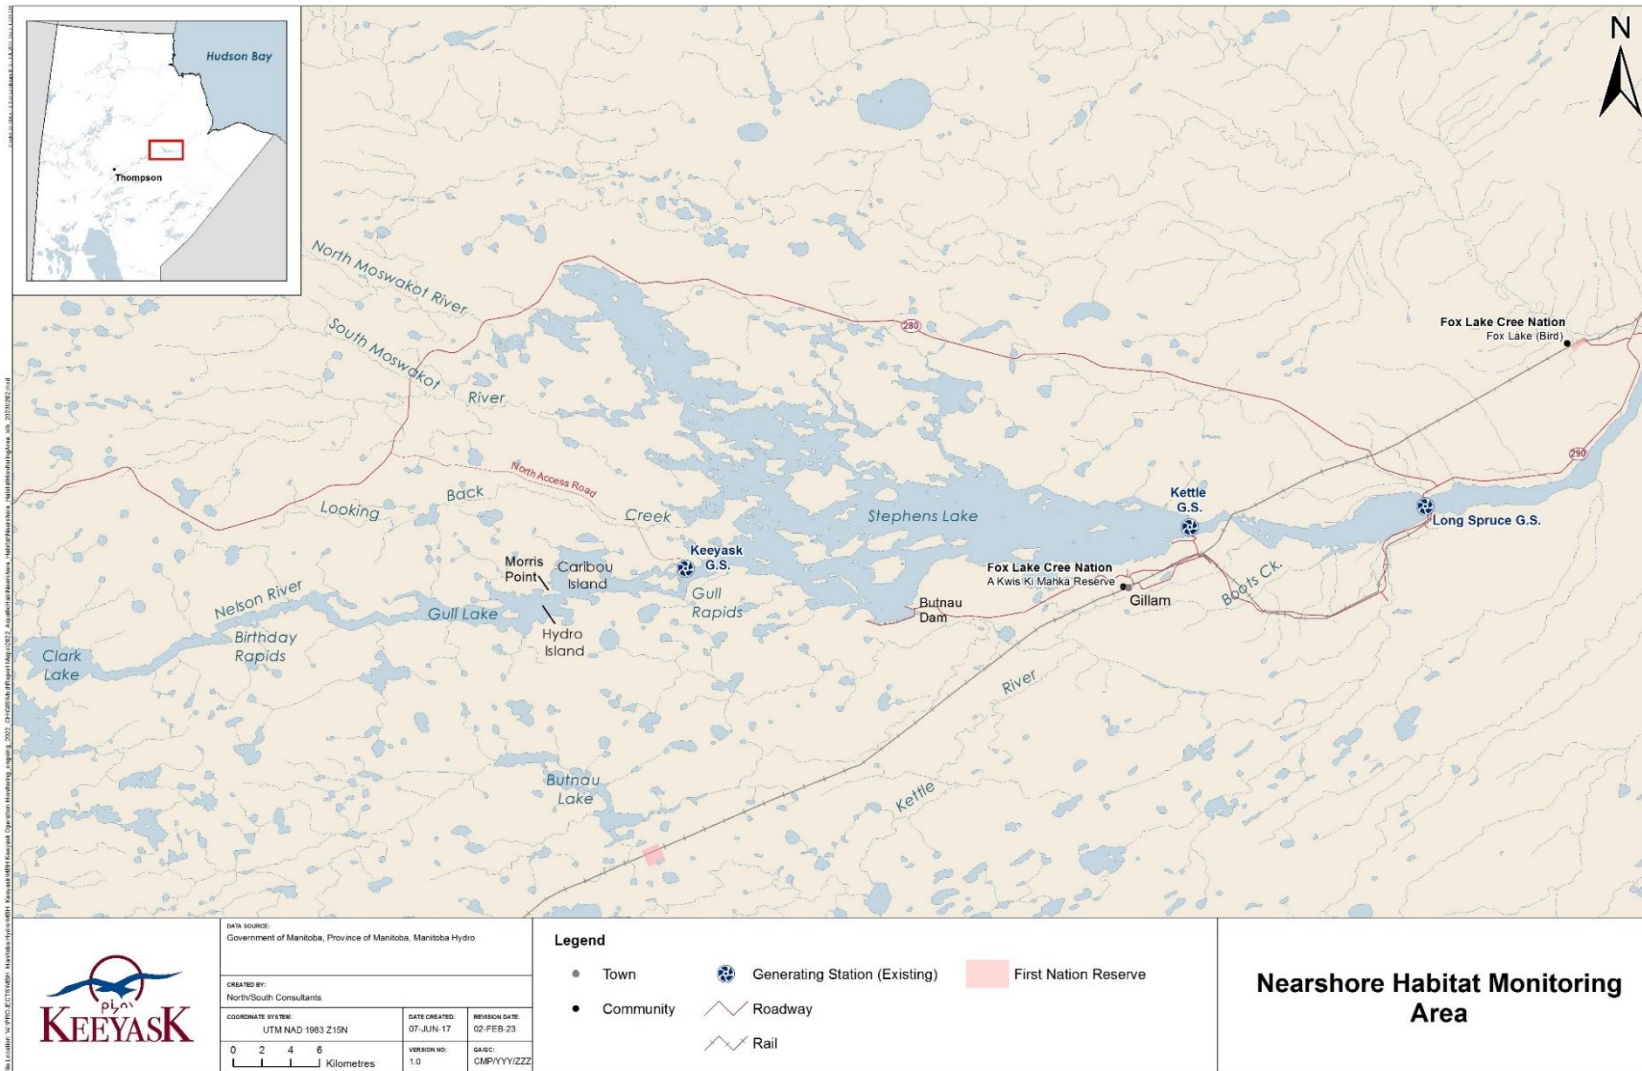 Hudson Bay
Thompson
N
North Moswakot River
South Moswakot
River
280
Fox Lake Cree Nation
Fox Lake (Bird)
290
North Access Road
Looking
Back
Creek
Stephens Lake
Kettle
G.S.
Long Spruce G.S.
Keeyask
G.S.
Morris
Point
Caribou
Island
Fox Lake Cree Nation
A Kwis Ki Mahka Reserve
Gillam
Boots Ck.
Gull
Rapids
Butnau
Dam
Nelson River
Gull Lake
Hydro
Island
Birthday
Rapids
Clark
Lake
River
Kettle
Butnau
Lake
KEEYASK
DATA SOURCE:
Government of Manitoba, Province of Manitoba, Manitoba Hydro
CREATED BY:
North/South Consultants
COORDINATE SYSTEM:
UTM NAD 1983 Z15N
DATE CREATED:
07-JUN-17
REVISION DATE:
02-FEB-23
0 2 4 6
Kilometres
VERSION NO:
1.0
QA/QC:
CMP/YYY/ZZZ
Legend
Town
Community
Generating Station (Existing)
Roadway
Rail
First Nation Reserve
Nearshore Habitat Monitoring
Area